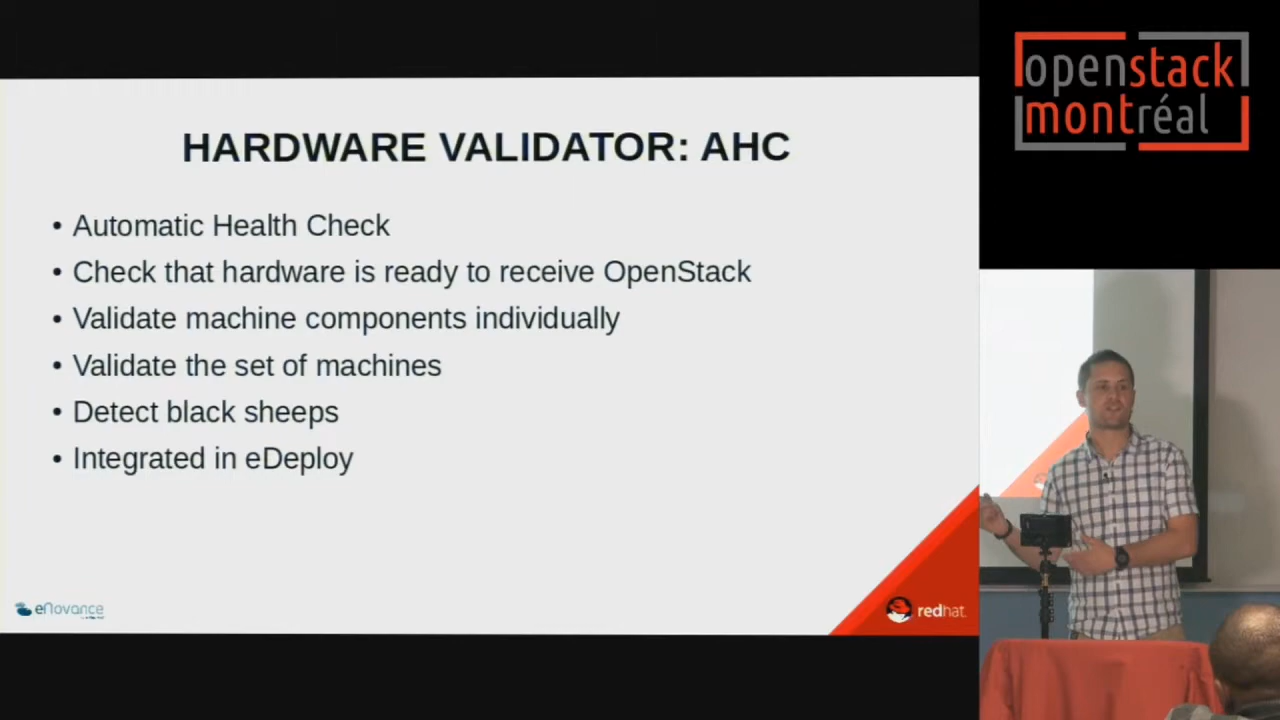 HARDWARE VALIDATOR: AHC
• Automatic Health Check
• Check that hardware is ready to receive OpenStack
• Validate machine components individually
• Validate the set of machines
• Detect black sheeps
• Integrated in eDeploy
eNovance
redhat.
openstack
montréal